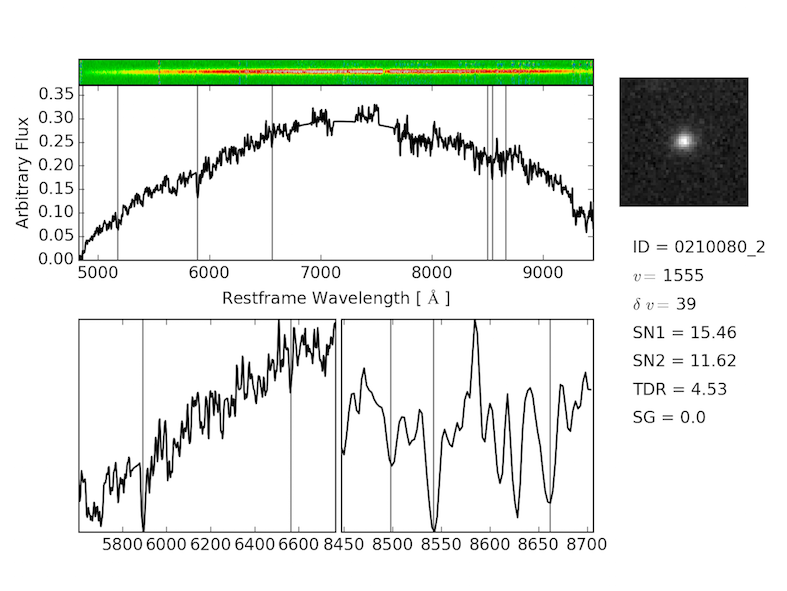 0.35
0.30
0.25
0.20
0.15
0.10
0.05
0.00
Arbitrary Flux
5000 6000 7000 8000 9000
Restframe Wavelength [ Å ]
ID = 0210080_2
v = 1555
δ v = 39
SN1 = 15.46
SN2 = 11.62
TDR = 4.53
SG = 0.0
5800 6000 6200 6400 6600 8450 8500 8550 8600 8650 8700